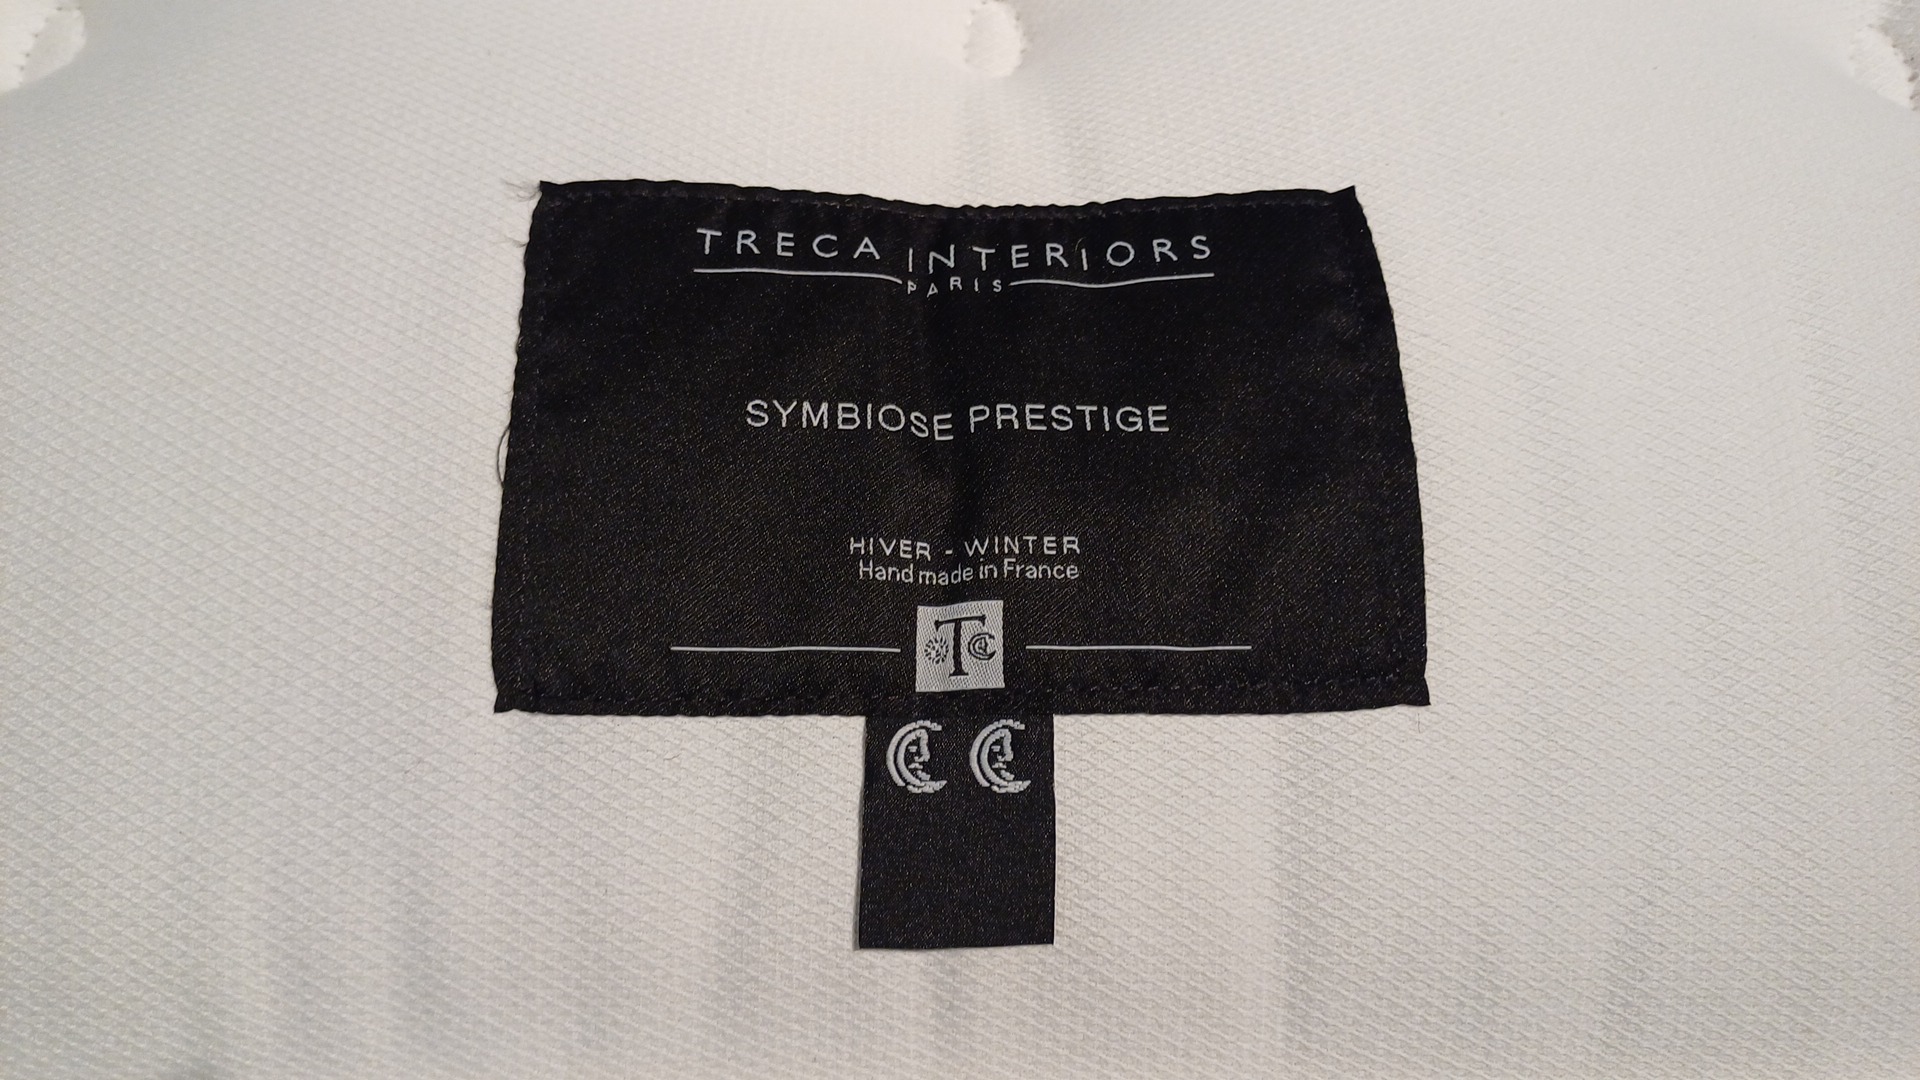 TRECA INTERIORS
PARIS
SYMBIOSE PRESTIGE
HIVER - WINTER
Hand made in France
T